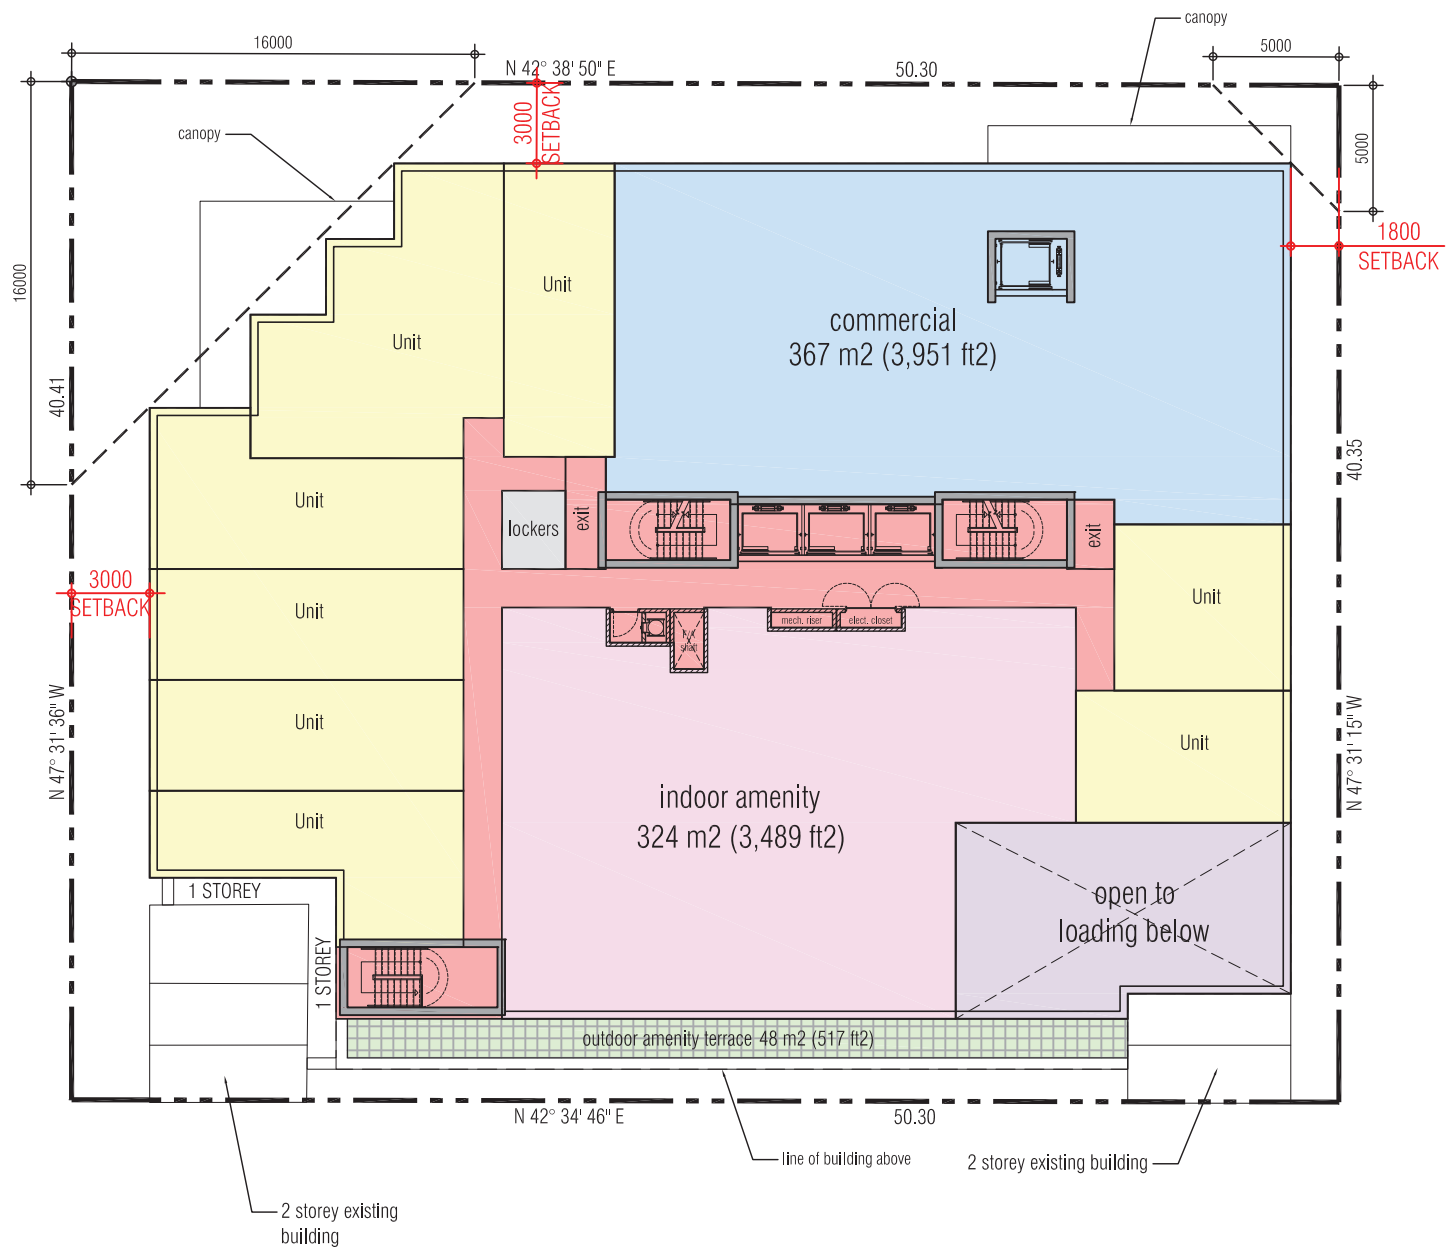 canopy
16000
5000
N 42° 38' 50" E
50.30
3000
SETBACK
canopy
5000
1800
SETBACK
16000
Unit
commercial
367 m2 (3,951 ft2)
Unit
40.41
40.35
Unit
lockers
exit
exit
3000
SETBACK
Unit
Unit
mech. riser
elect. closet
shaft
N 47° 31' 36" W
Unit
Unit
N 47° 31' 15" W
indoor amenity
324 m2 (3,489 ft2)
Unit
1 STOREY
open to
loading below
1 STOREY
outdoor amenity terrace 48 m2 (517 ft2)
N 42° 34' 46" E
50.30
line of building above
2 storey existing building
2 storey existing
building